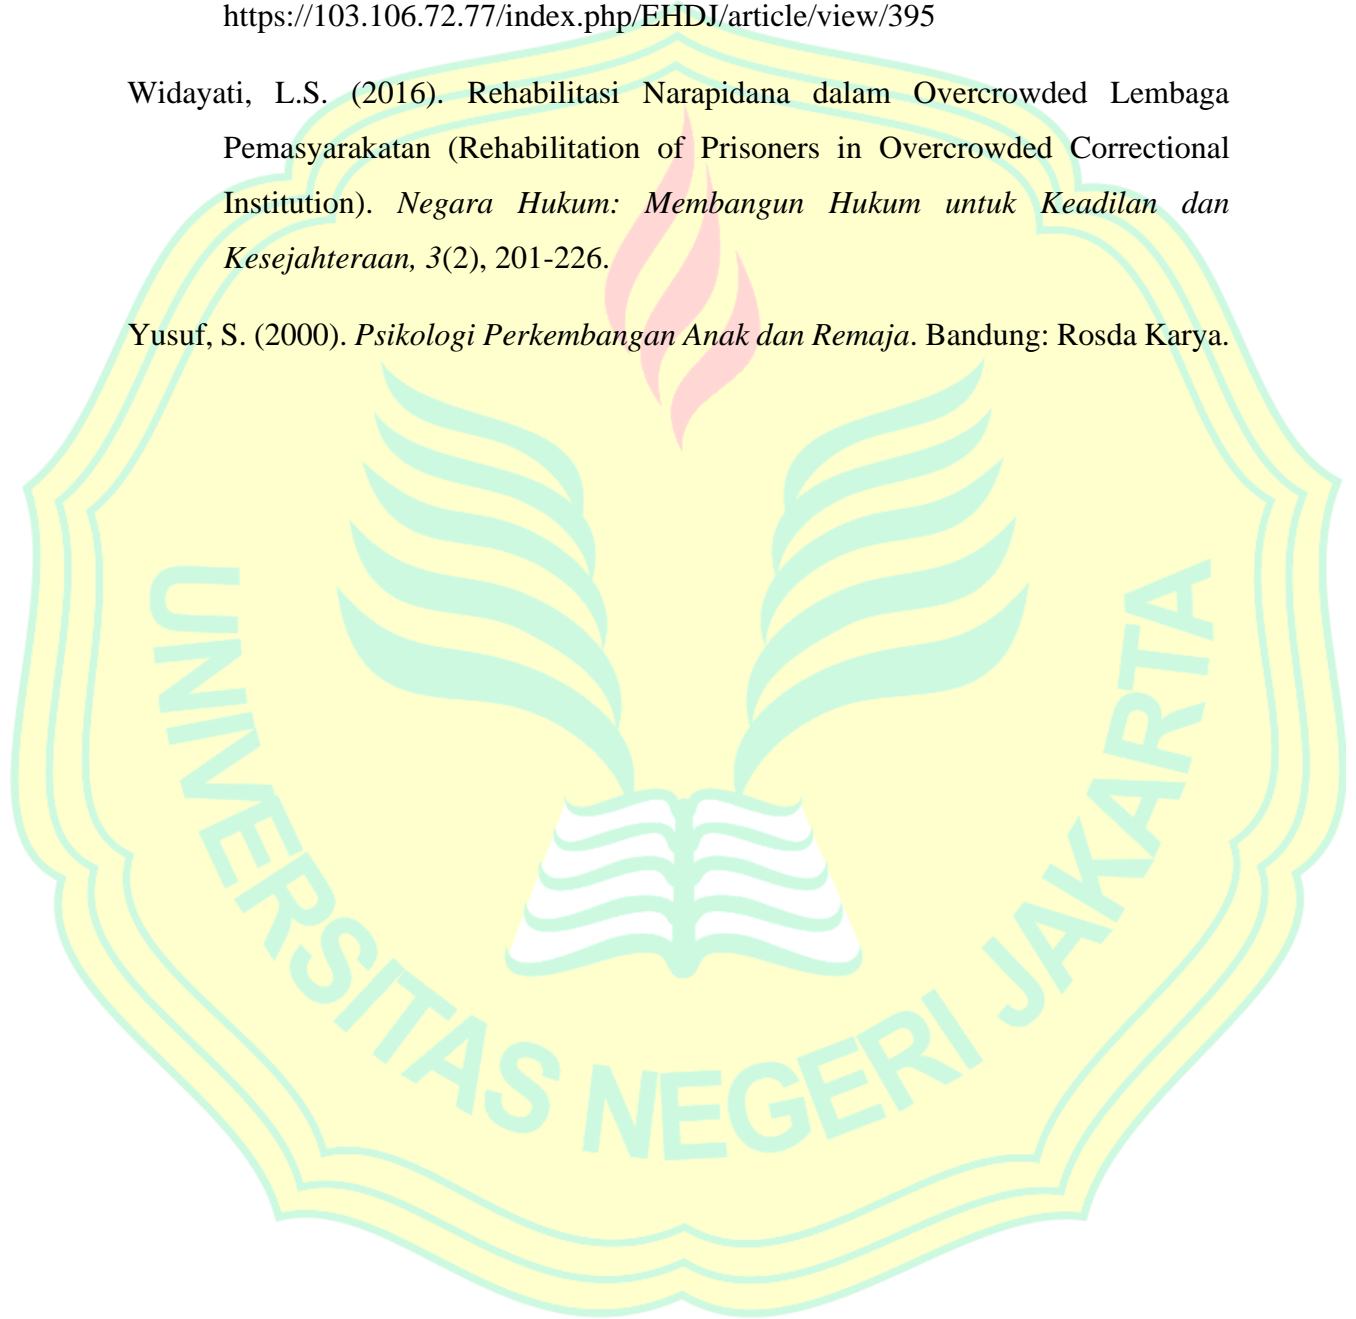 https://103.106.72.77/index.php/EHDJ/article/view/395
Widayati, L.S. (2016). Rehabilitasi Narapidana dalam Overcrowded Lembaga
Pemasyarakatan (Rehabilitation of Prisoners in Overcrowded Correctional
Institution). Negara Hukum: Membangun Hukum untuk Keadilan dan
Kesejahteraan, 3(2), 201-226.
Yusuf, S. (2000). Psikologi Perkembangan Anak dan Remaja. Bandung: Rosda Karya.
UNIVERSITAS NEGERI JAKARTA